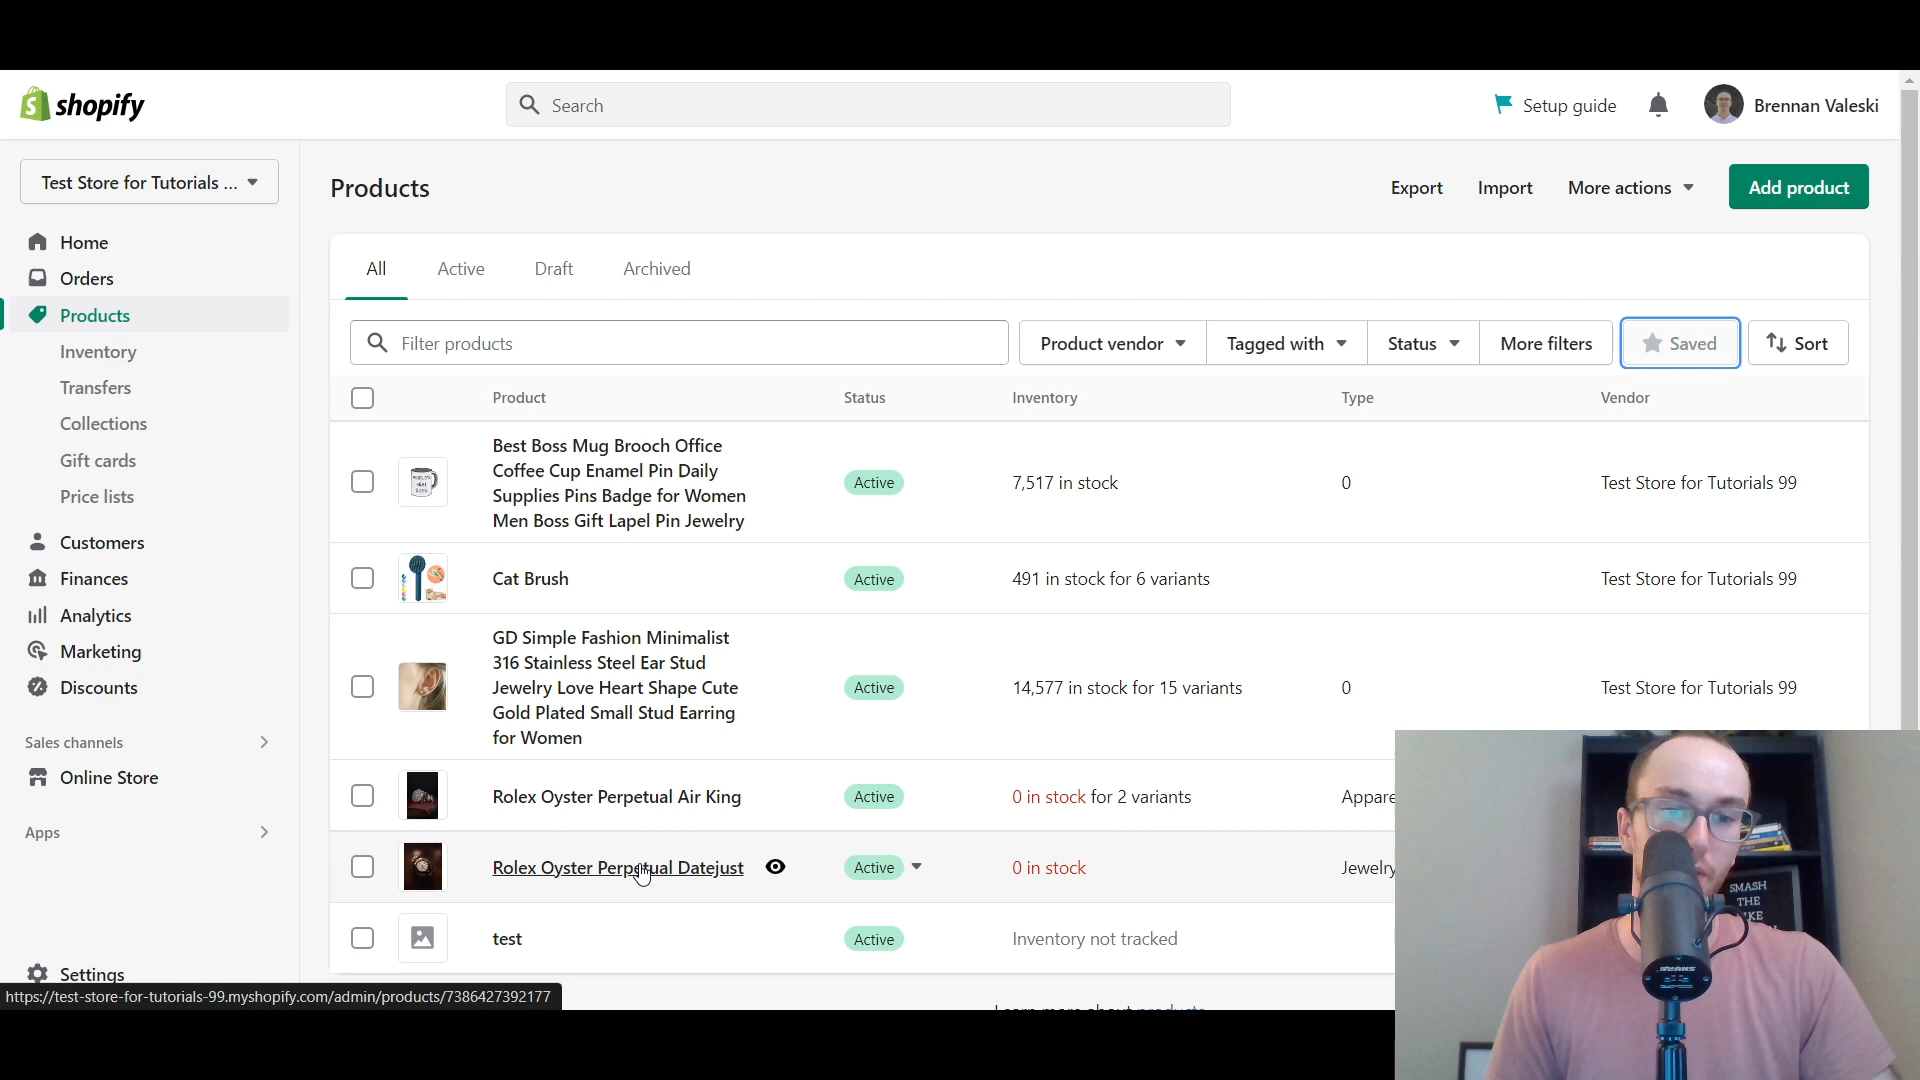 shopify
Search
Setup guide
Brennan Valeski
Test Store for Tutorials ...
Products
Export
Import
More actions
Add product
Home
Orders
Products
Inventory
Transfers
Collections
Gift cards
Price lists
Customers
Finances
Analytics
Marketing
Discounts
Sales channels
Online Store
Apps
Settings
All
Active
Draft
Archived
Filter products
Product vendor
Tagged with
Status
More filters
Saved
Sort
Product
Status
Inventory
Type
Vendor
Best Boss Mug Brooch Office
Coffee Cup Enamel Pin Daily
Supplies Pins Badge for Women
Men Boss Gift Lapel Pin Jewelry
Active
7,517 in stock
0
Test Store for Tutorials 99
Cat Brush
Active
491 in stock for 6 variants
Test Store for Tutorials 99
GD Simple Fashion Minimalist
316 Stainless Steel Ear Stud
Jewelry Love Heart Shape Cute
Gold Plated Small Stud Earring
for Women
Active
14,577 in stock for 15 variants
0
Test Store for Tutorials 99
Rolex Oyster Perpetual Air King
Active
0 in stock for 2 variants
Appare
Rolex Oyster Perpetual Datejust
Active
0 in stock
Jewelry
test
Active
Inventory not tracked
https://test-store-for-tutorials-99.myshopify.com/admin/products/7386427392177
SMASH
THE